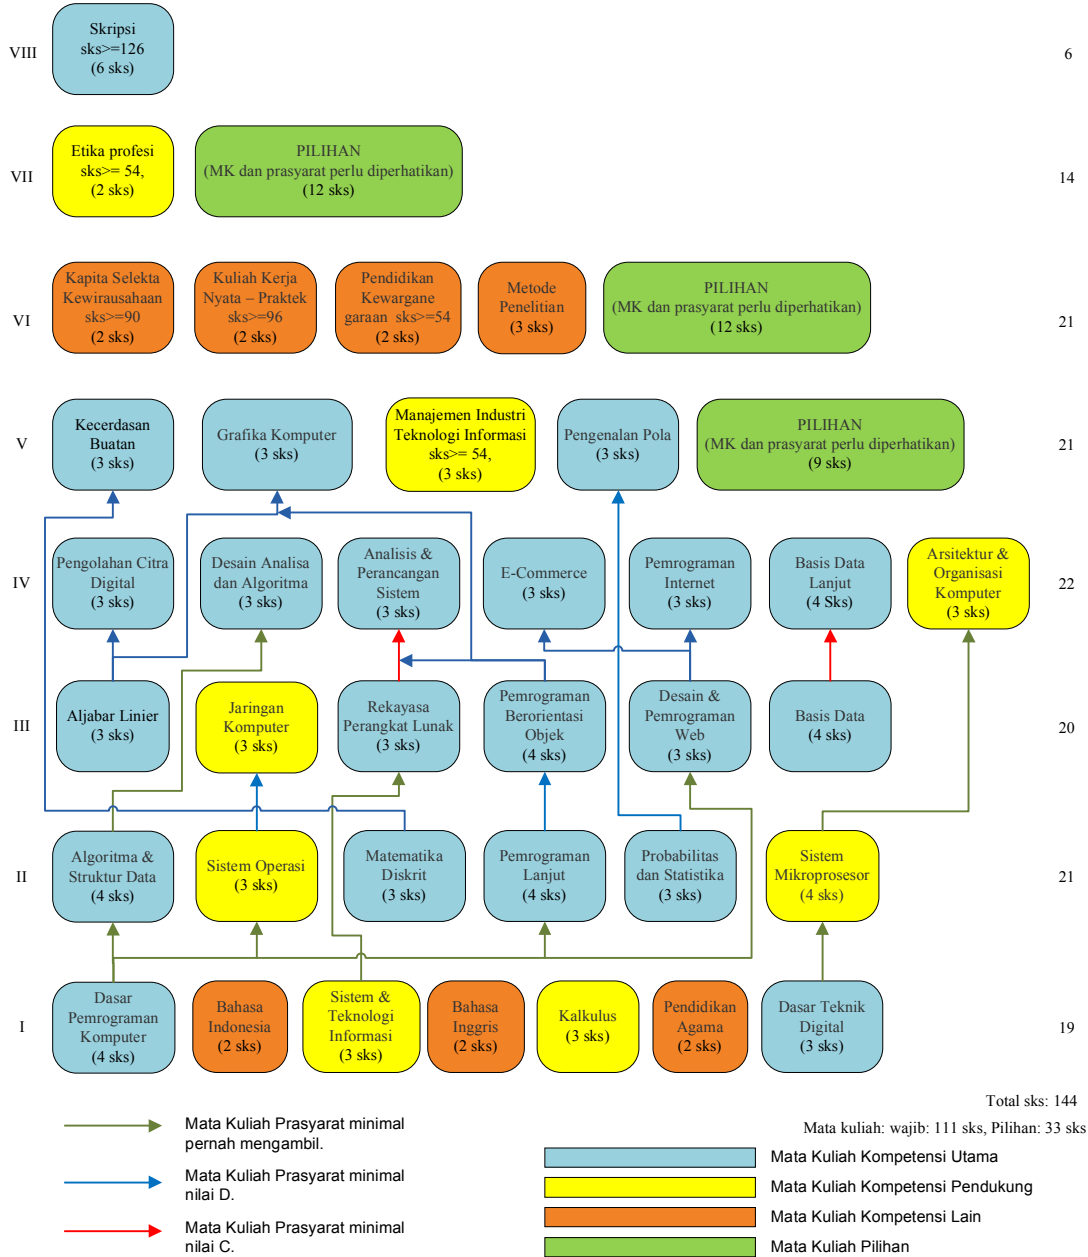 VIII
Skripsi
sks>=126
(6 sks)
6
VII
Etika profesi
sks>= 54,
(2 sks)
PILIHAN
(MK dan prasyarat perlu diperhatikan)
(12 sks)
14
VI
Kapita Selekta
Kewirausahaan
sks>=90
(2 sks)
Kuliah Kerja
Nyata – Praktek
sks>=96
(2 sks)
Pendidikan
Kewargane
garaan sks>=54
(2 sks)
Metode
Penelitian
(3 sks)
PILIHAN
(MK dan prasyarat perlu diperhatikan)
(12 sks)
21
V
Kecerdasan
Buatan
(3 sks)
Grafika Komputer
(3 sks)
Manajemen Industri
Teknologi Informasi
sks>= 54,
(3 sks)
Pengenalan Pola
(3 sks)
PILIHAN
(MK dan prasyarat perlu diperhatikan)
(9 sks)
21
IV
Pengolahan Citra
Digital
(3 sks)
Desain Analisa
dan Algoritma
(3 sks)
Analisis &
Perancangan
Sistem
(3 sks)
E-Commerce
(3 sks)
Pemrograman
Internet
(3 sks)
Basis Data
Lanjut
(4 Sks)
Arsitektur &
Organisasi
Komputer
(3 sks)
22
III
Aljabar Linier
(3 sks)
Jaringan
Komputer
(3 sks)
Rekayasa
Perangkat Lunak
(3 sks)
Pemrograman
Berorientasi
Objek
(4 sks)
Desain &
Pemrograman
Web
(3 sks)
Basis Data
(4 sks)
20
II
Algoritma &
Struktur Data
(4 sks)
Sistem Operasi
(3 sks)
Matematika
Diskrit
(3 sks)
Pemrograman
Lanjut
(4 sks)
Probabilitas
dan Statistika
(3 sks)
Sistem
Mikroprosesor
(4 sks)
21
I
Dasar
Pemrograman
Komputer
(4 sks)
Bahasa
Indonesia
(2 sks)
Sistem &
Teknologi
Informasi
(3 sks)
Bahasa
Inggris
(2 sks)
Kalkulus
(3 sks)
Pendidikan
Agama
(2 sks)
Dasar Teknik
Digital
(3 sks)
19
Total sks: 144
Mata kuliah: wajib: 111 sks, Pilihan: 33 sks
Mata Kuliah Prasyarat minimal
pernah mengambil.
Mata Kuliah Prasyarat minimal
nilai D.
Mata Kuliah Prasyarat minimal
nilai C.
Mata Kuliah Kompetensi Utama
Mata Kuliah Kompetensi Pendukung
Mata Kuliah Kompetensi Lain
Mata Kuliah Pilihan